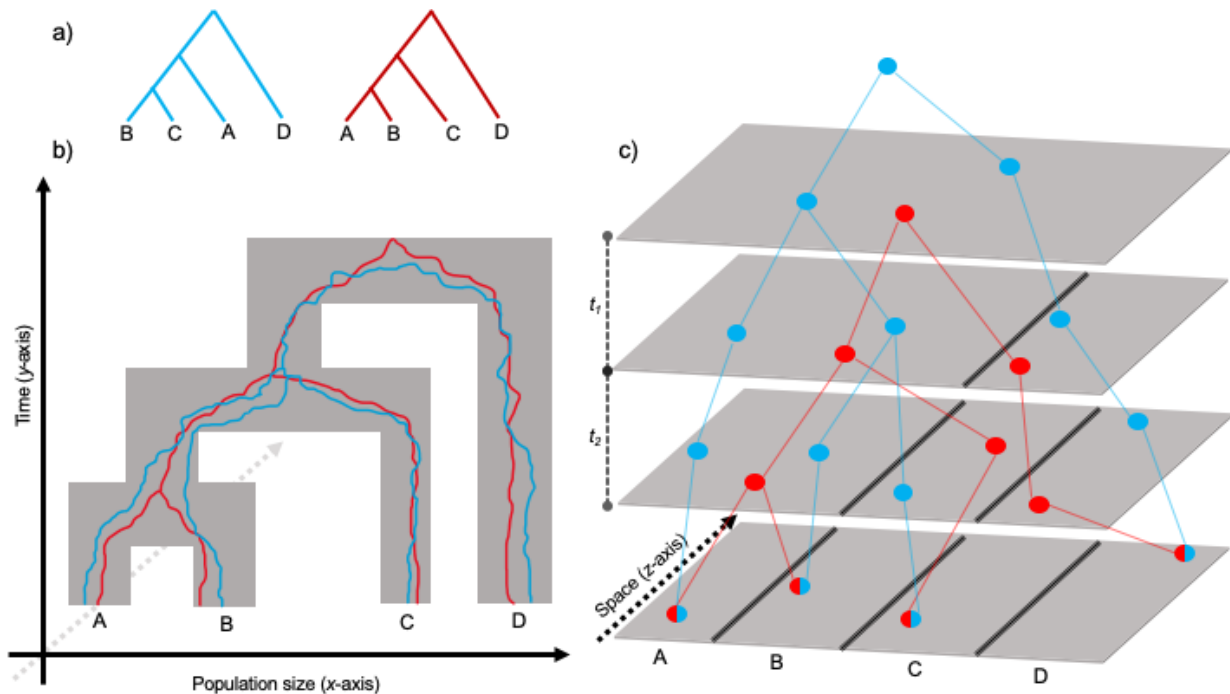 a)
B C A D
A B C D
b)
c)
Time (y-axis)
t1
t2
Space (z-axis)
A B C D
A B C D
Population size (x-axis)